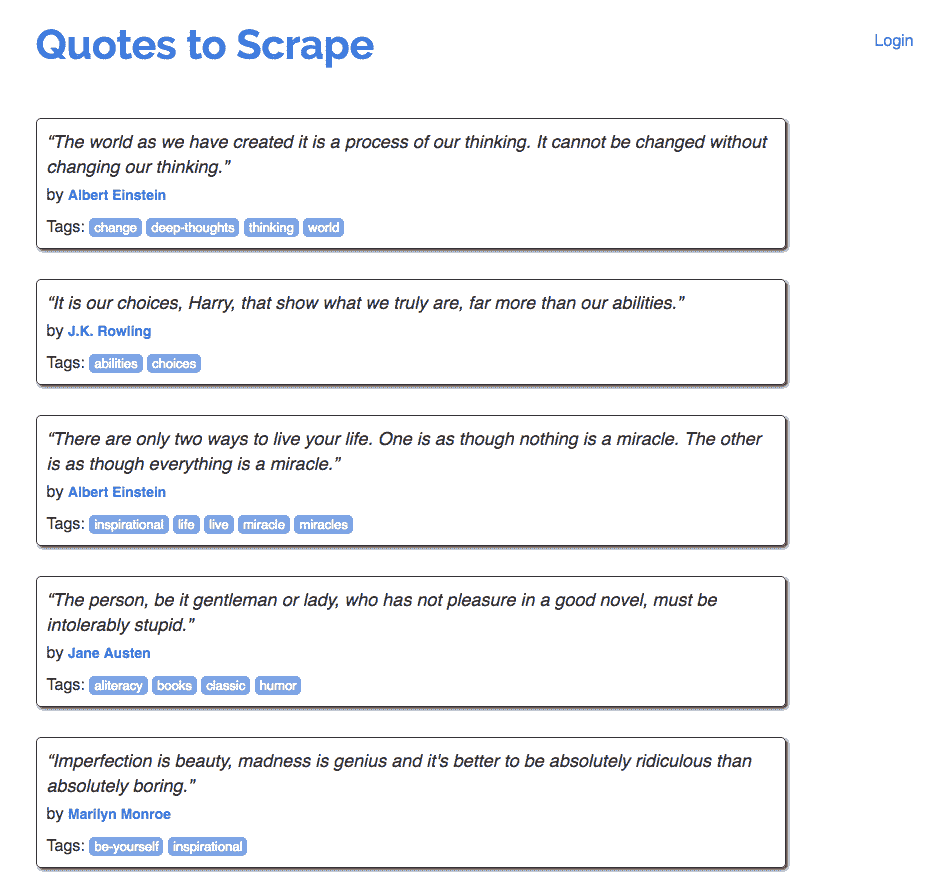 Quotes to Scrape
Login
“The world as we have created it is a process of our thinking. It cannot be changed without
changing our thinking.”
by Albert Einstein
Tags: change deep-thoughts thinking world
“It is our choices, Harry, that show what we truly are, far more than our abilities.”
by J.K. Rowling
Tags: abilities choices
“There are only two ways to live your life. One is as though nothing is a miracle. The other
is as though everything is a miracle.”
by Albert Einstein
Tags: inspirational life live miracle miracles
“The person, be it gentleman or lady, who has not pleasure in a good novel, must be
intolerably stupid.”
by Jane Austen
Tags: aliteracy books classic humor
“Imperfection is beauty, madness is genius and it's better to be absolutely ridiculous than
absolutely boring.”
by Marilyn Monroe
Tags: be-yourself inspirational